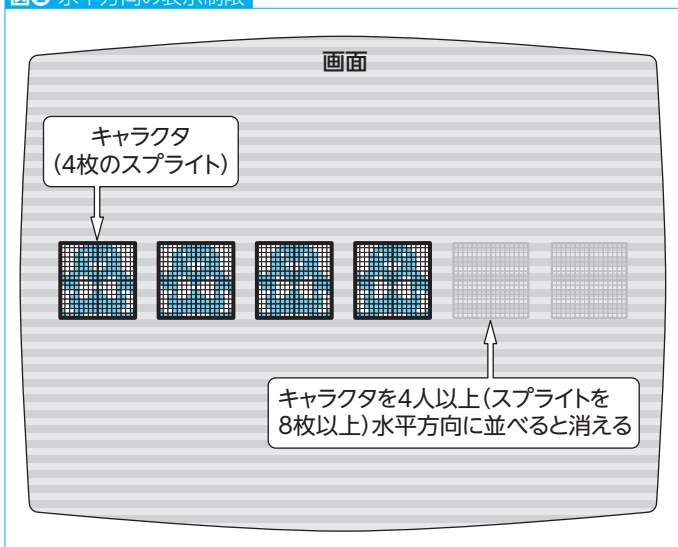 図2 水平方向の表示制限
画面
キャラクタ
(4枚のスプライト)
キャラクタを4人以上(スプライトを
8枚以上)水平方向に並べると消える